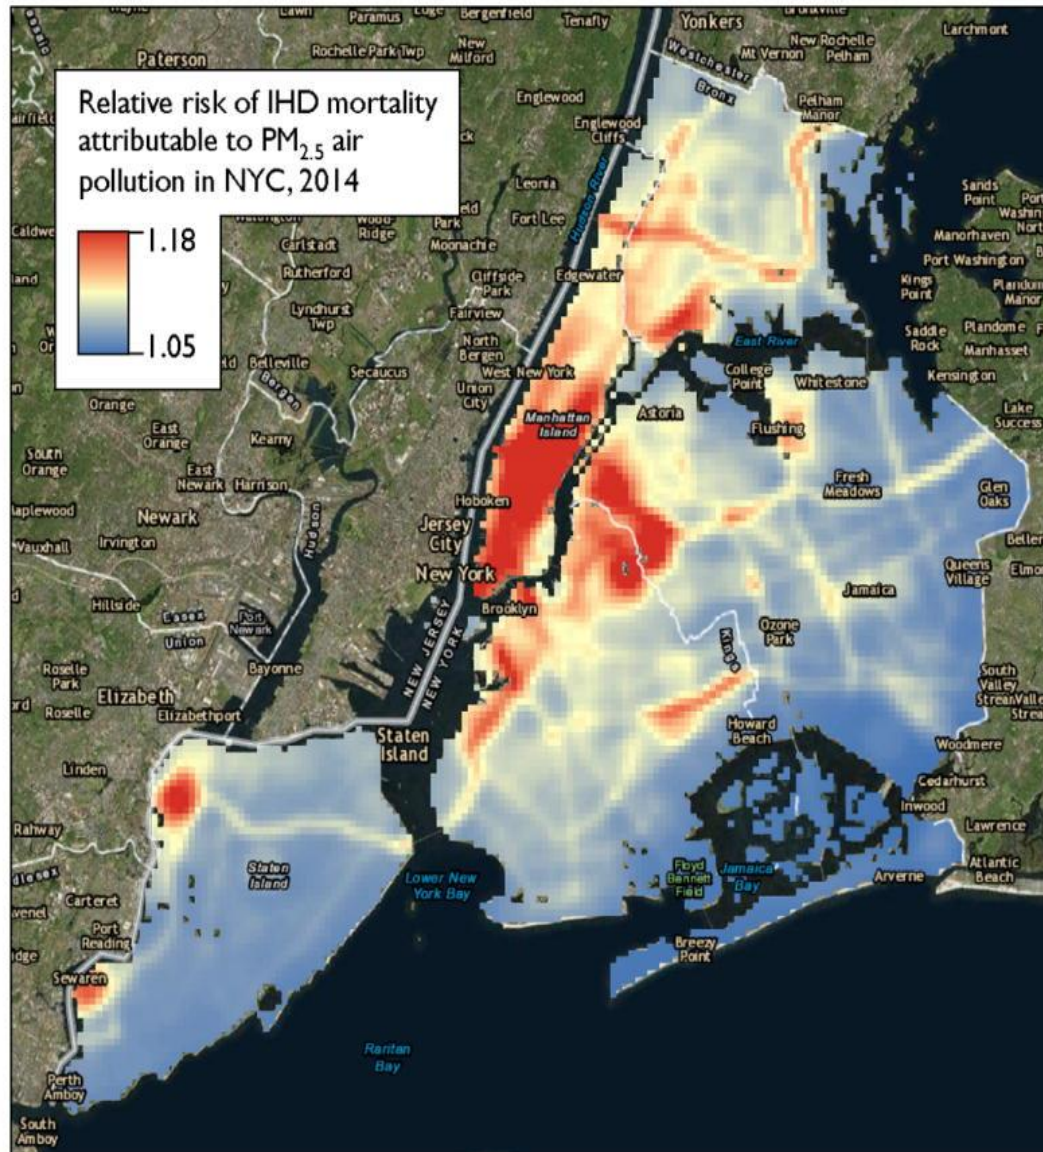 Paramus
Bergenfield
Tenafly
Yonkers
Larchmont
Paterson
Rochelle Park Twp
New
Milford
Westchester
Mt Vernon
New Rochelle
Pelham
Bronx
Relative risk of IHD mortality
attributable to PM2.5 air
pollution in NYC, 2014
1.18
1.05
Englewood
Englewood
Cliffs
Pelham
Manor
Hudson River
Leonia
Fort Lee
Sands
Point
Wood-
Ridge
Moonachie
Carlstadt
Rutherford
Cliffside
Park
Edgewater
Manorhaven
Port Washington
Kings
Point
Lyndhurst
Twp
Fairview
North
Bergen
Belleville
Secaucus
West New York
Union
City
East River
College
Point
Whitestone
Saddle
Rock
Plandome
Manhasset
Kensington
Bergen
Orange
East
Orange
Kearny
Manhattan
Island
Astoria
Flushing
Lake
Success
South
Orange
East
Newark
Harrison
Hoboken
Fresh
Meadows
Glen
Oaks
Maplewood
Newark
Jersey
City
Vauxhall
Irvington
Hudson
New York
Queens
Village
Jamaica
Hillside
Essex
Union
Port
Newark
Brooklyn
Ozone
Park
Kings
NEW JERSEY
NEW YORK
Roselle
Park
Bayonne
Roselle
Elizabeth
Elizabethport
South
Valley
Stream
Staten
Island
Howard
Beach
Woodmere
Linden
Cedarhurst
Inwood
Rahway
Lawrence
Staten
Island
Lower New
York Bay
Floyd
Bennett
Field
Jamaica
Bay
Arverne
Atlantic
Beach
Carteret
Port
Reading
Breezy
Point
Sewaren
Raritan
Bay
Perth
Amboy
South
Amboy